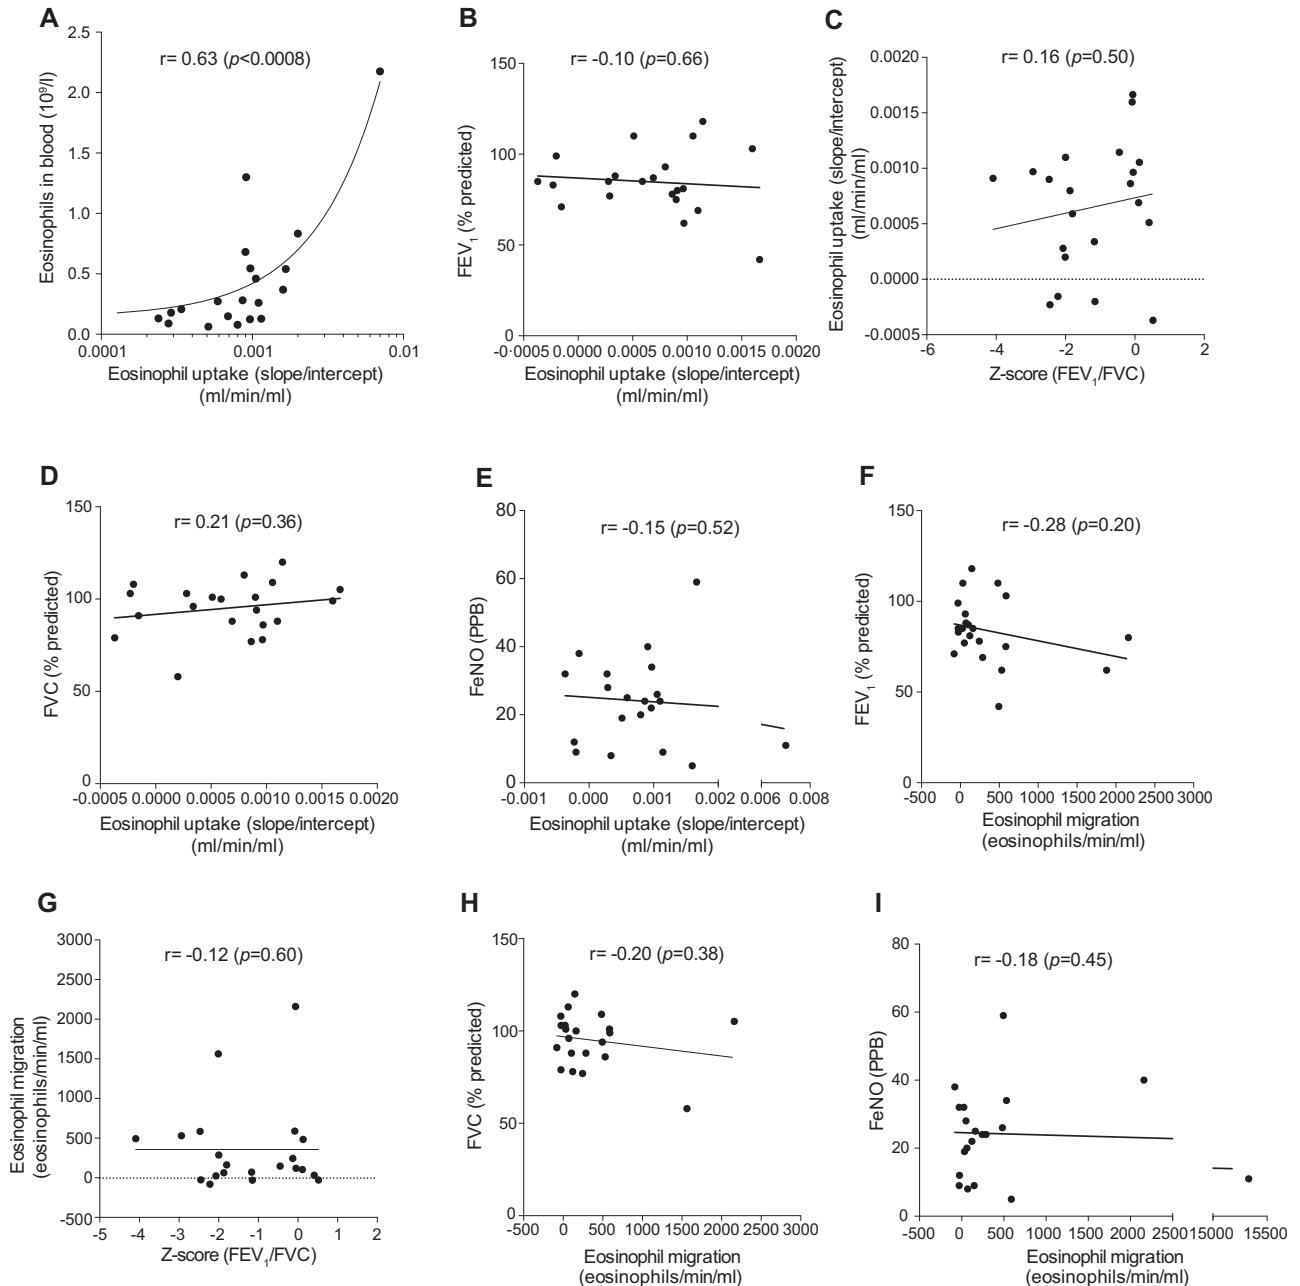 A
r= 0.63 (p<0.0008)
Eosinophils in blood (10⁹/l)
2.5
2.0
1.5
1.0
0.5
0.0
0.0001 0.001 0.01
Eosinophil uptake (slope/intercept)
(ml/min/ml)
B
r= -0.10 (p=0.66)
FEV₁ (% predicted)
150
100
50
0
-0.0005 0.0000 0.0005 0.0010 0.0015 0.0020
Eosinophil uptake (slope/intercept)
(ml/min/ml)
C
r= 0.16 (p=0.50)
Eosinophil uptake (slope/intercept)
(ml/min/ml)
0.0020
0.0015
0.0010
0.0005
0.0000
-0.0005
-6 -4 -2 0 2
Z-score (FEV₁/FVC)
D
r= 0.21 (p=0.36)
FVC (% predicted)
150
100
50
0
-0.0005 0.0000 0.0005 0.0010 0.0015 0.0020
Eosinophil uptake (slope/intercept)
(ml/min/ml)
E
r= -0.15 (p=0.52)
FeNO (PPB)
80
60
40
20
0
-0.001 0.000 0.001 0.002 0.006 0.008
Eosinophil uptake (slope/intercept)
(ml/min/ml)
F
r= -0.28 (p=0.20)
FEV₁ (% predicted)
150
100
50
0
-500 0 500 1000 1500 2000 2500 3000
Eosinophil migration
(eosinophils/min/ml)
G
r= -0.12 (p=0.60)
Eosinophil migration
(eosinophils/min/ml)
3000
2500
2000
1500
1000
500
0
-500
-5 -4 -3 -2 -1 0 1 2
Z-score (FEV₁/FVC)
H
r= -0.20 (p=0.38)
FVC (% predicted)
150
100
50
0
-500 0 500 1000 1500 2000 2500 3000
Eosinophil migration
(eosinophils/min/ml)
I
r= -0.18 (p=0.45)
FeNO (PPB)
80
60
40
20
0
-500 0 500 1000 1500 2000 2500 15000 15500
Eosinophil migration
(eosinophils/min/ml)